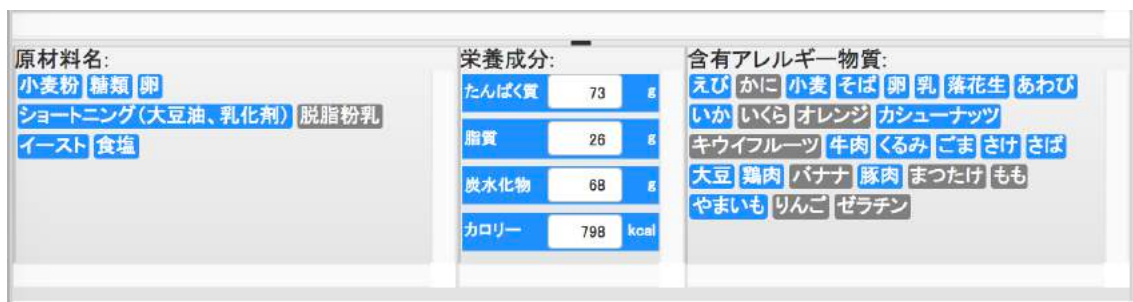 原材料名:
小麦粉 糖類 卵
ショートニング(大豆油、乳化剤) 脱脂粉乳
イースト 食塩
栄養成分:
たんぱく質 73 g
脂質 26 g
炭水化物 68 g
カロリー 798 kcal
含有アレルギー物質:
えび かに 小麦 そば 卵 乳 落花生 あわび
いか いくら オレンジ カシューナッツ
キウイフルーツ 牛肉 くるみ ごま さけ さば
大豆 鶏肉 バナナ 豚肉 まつたけ もも
やまいも りんご ゼラチン